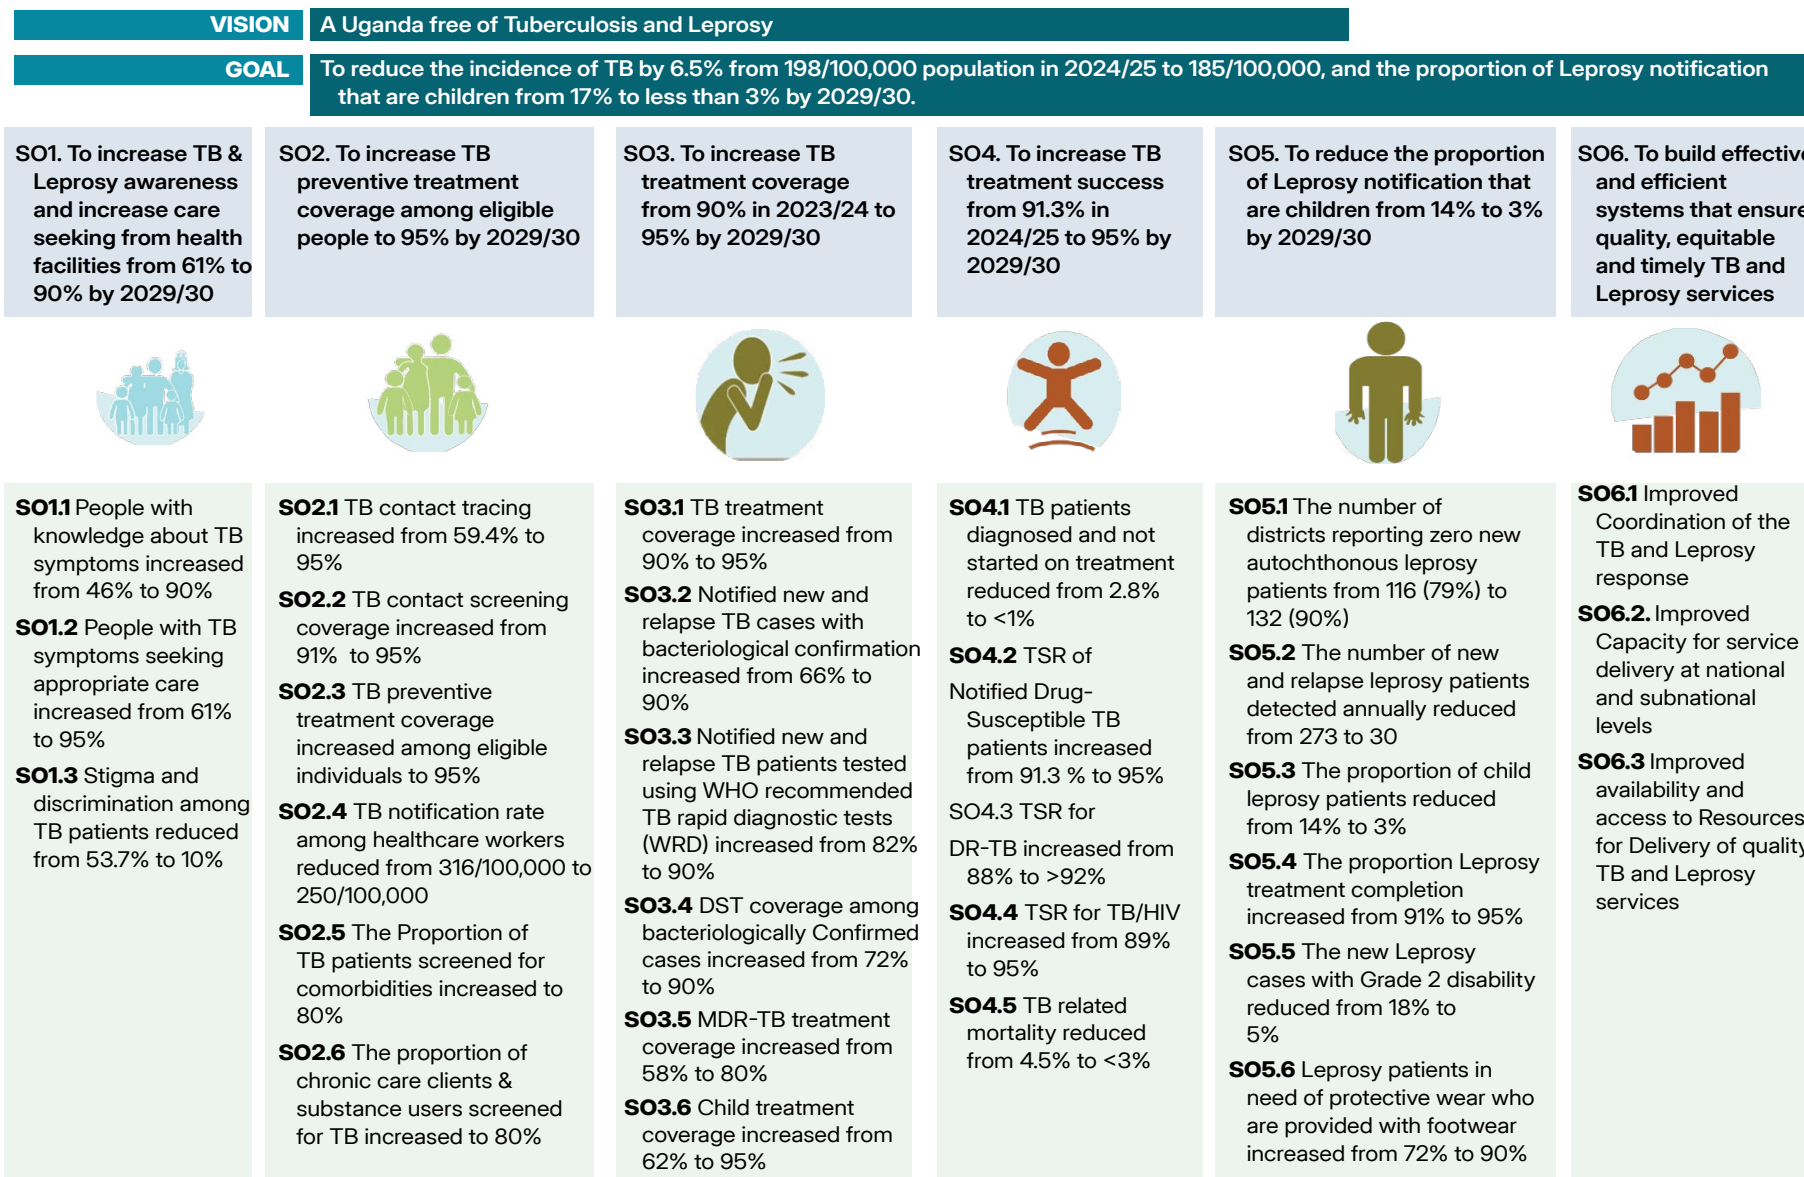 VISION
A Uganda free of Tuberculosis and Leprosy
GOAL
To reduce the incidence of TB by 6.5% from 198/100,000 population in 2024/25 to 185/100,000, and the proportion of Leprosy notification
that are children from 17% to less than 3% by 2029/30.
SO1. To increase TB &
Leprosy awareness
and increase care
seeking from health
facilities from 61% to
90% by 2029/30
SO2. To increase TB
preventive treatment
coverage among eligible
people to 95% by 2029/30
SO3. To increase TB
treatment coverage
from 90% in 2023/24 to
95% by 2029/30
SO4. To increase TB
treatment success
from 91.3% in
2024/25 to 95% by
2029/30
SO5. To reduce the proportion
of Leprosy notification that
are children from 14% to 3%
by 2029/30
SO6. To build effective
and efficient
systems that ensure
quality, equitable
and timely TB and
Leprosy services
SO1.1 People with
knowledge about TB
symptoms increased
from 46% to 90%
SO1.2 People with TB
symptoms seeking
appropriate care
increased from 61%
to 95%
SO1.3 Stigma and
discrimination among
TB patients reduced
from 53.7% to 10%
SO2.1 TB contact tracing
increased from 59.4% to
95%
SO2.2 TB contact screening
coverage increased from
91% to 95%
SO2.3 TB preventive
treatment coverage
increased among eligible
individuals to 95%
SO2.4 TB notification rate
among healthcare workers
reduced from 316/100,000 to
250/100,000
SO2.5 The Proportion of
TB patients screened for
comorbidities increased to
80%
SO2.6 The proportion of
chronic care clients &
substance users screened
for TB increased to 80%
SO3.1 TB treatment
coverage increased from
90% to 95%
SO3.2 Notified new and
relapse TB cases with
bacteriological confirmation
increased from 66% to
90%
SO3.3 Notified new and
relapse TB patients tested
using WHO recommended
TB rapid diagnostic tests
(WRD) increased from 82%
to 90%
SO3.4 DST coverage among
bacteriologically Confirmed
cases increased from 72%
to 90%
SO3.5 MDR-TB treatment
coverage increased from
58% to 80%
SO3.6 Child treatment
coverage increased from
62% to 95%
SO4.1 TB patients
diagnosed and not
started on treatment
reduced from 2.8%
to <1%
SO4.2 TSR of
Notified Drug-
Susceptible TB
patients increased
from 91.3 % to 95%
SO4.3 TSR for
DR-TB increased from
88% to >92%
SO4.4 TSR for TB/HIV
increased from 89%
to 95%
SO4.5 TB related
mortality reduced
from 4.5% to <3%
SO5.1 The number of
districts reporting zero new
autochthonous leprosy
patients from 116 (79%) to
132 (90%)
SO5.2 The number of new
and relapse leprosy patients
detected annually reduced
from 273 to 30
SO5.3 The proportion of child
leprosy patients reduced
from 14% to 3%
SO5.4 The proportion Leprosy
treatment completion
increased from 91% to 95%
SO5.5 The new Leprosy
cases with Grade 2 disability
reduced from 18% to
5%
SO5.6 Leprosy patients in
need of protective wear who
are provided with footwear
increased from 72% to 90%
SO6.1 Improved
Coordination of the
TB and Leprosy
response
SO6.2. Improved
Capacity for service
delivery at national
and subnational
levels
SO6.3 Improved
availability and
access to Resources
for Delivery of quality
TB and Leprosy
services